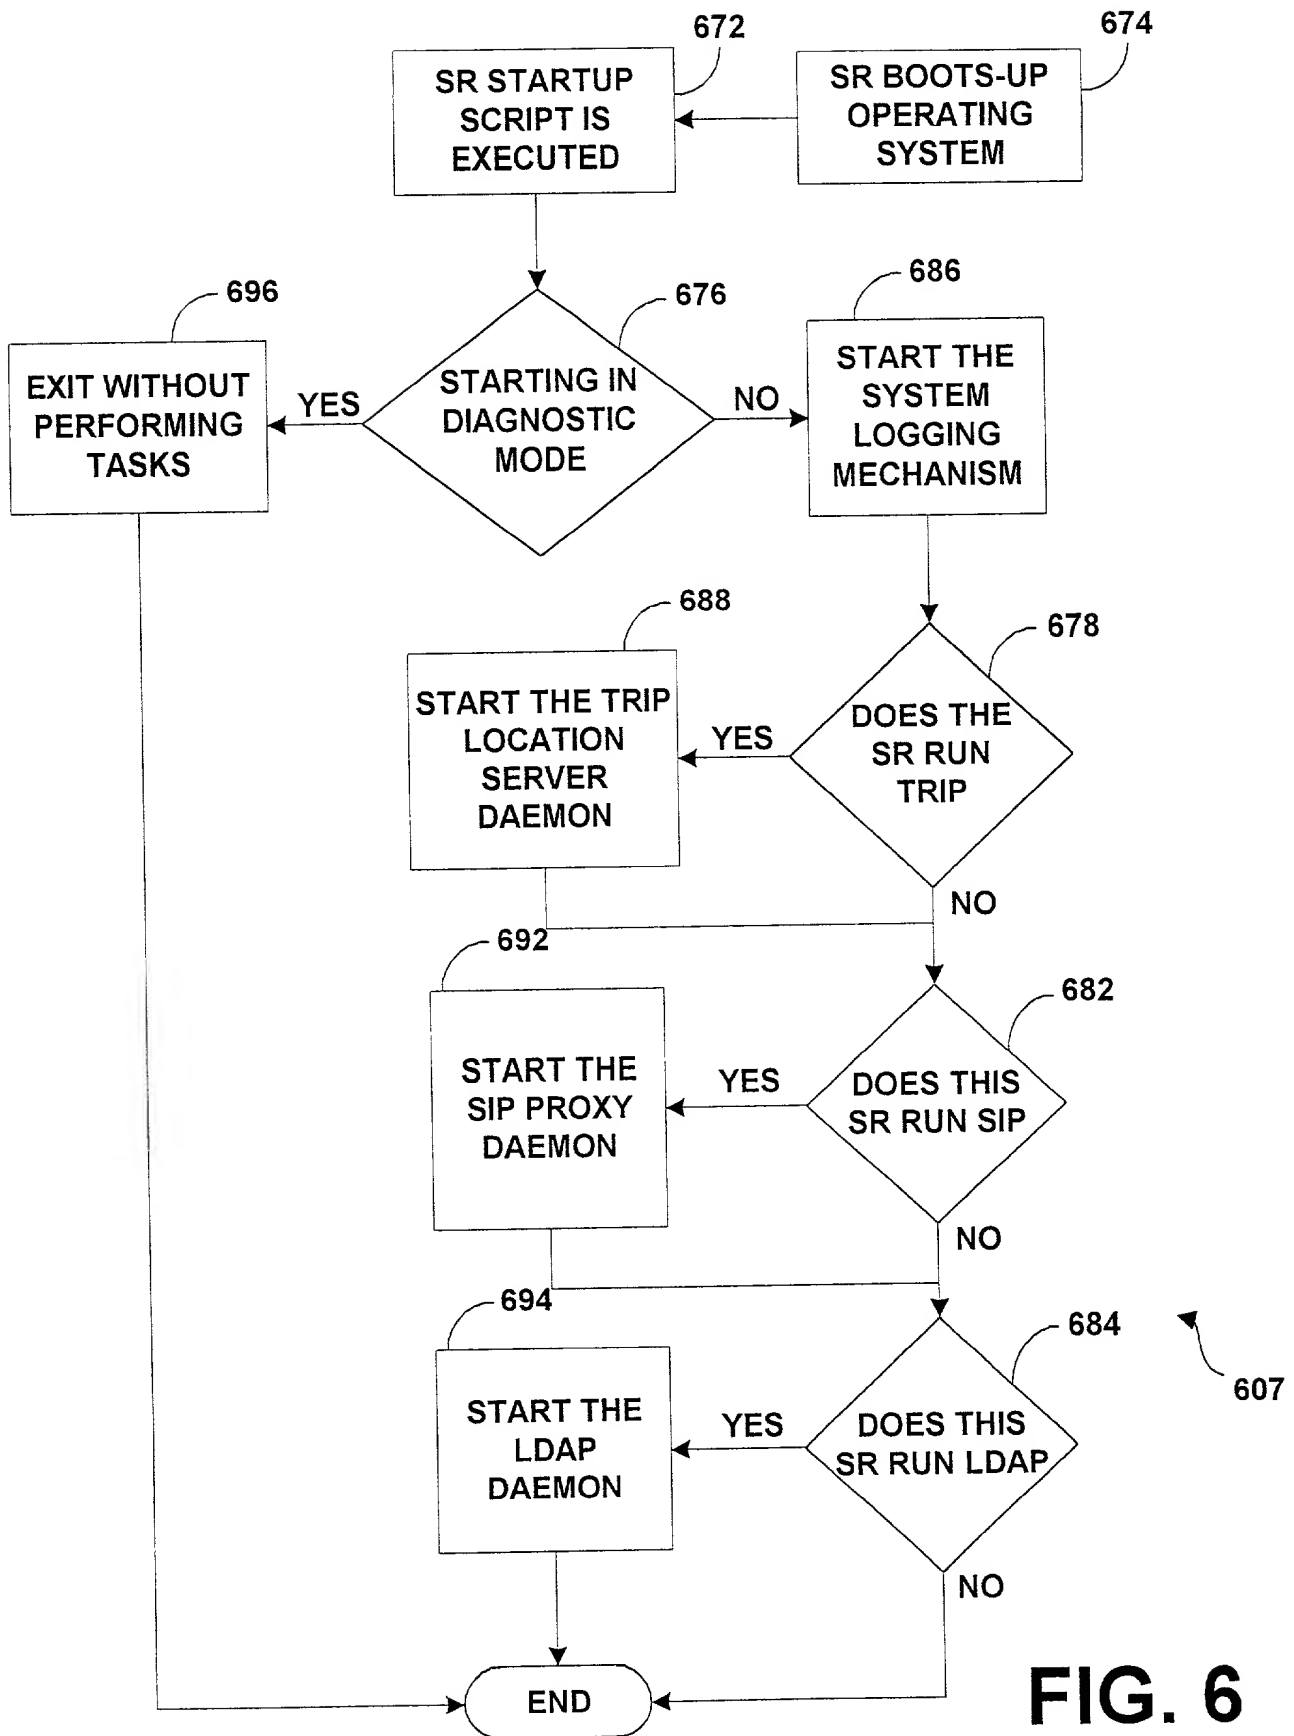 672
674
SR STARTUP
SCRIPT IS
EXECUTED
SR BOOTS-UP
OPERATING
SYSTEM
696
676
686
EXIT WITHOUT
PERFORMING
TASKS
YES
STARTING IN
DIAGNOSTIC
MODE
NO
START THE
SYSTEM
LOGGING
MECHANISM
688
678
START THE TRIP
LOCATION
SERVER
DAEMON
YES
DOES THE
SR RUN
TRIP
NO
692
682
START THE
SIP PROXY
DAEMON
YES
DOES THIS
SR RUN SIP
NO
694
684
607
START THE
LDAP
DAEMON
YES
DOES THIS
SR RUN LDAP
NO
END
FIG. 6